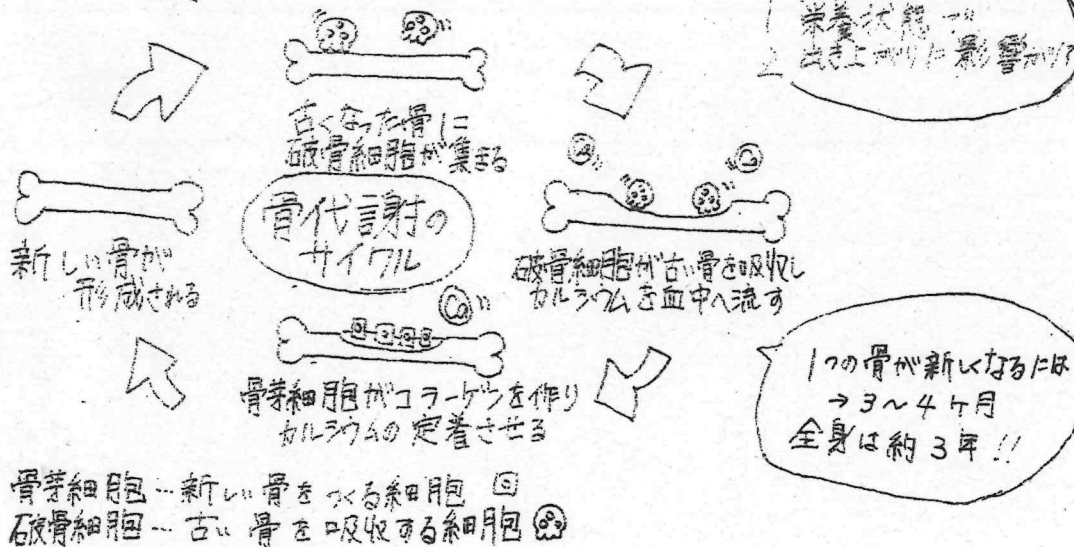 栄養状態が
出き上がりに影響かり?
古くなった骨に
破骨細胞が集まる
骨代謝の
サイクル
新しい骨が
形成される
破骨細胞が古い骨を吸収し
カルシウムを血中へ流す
骨芽細胞がコラーゲンを作り
カルシウムの定着させる
1つの骨が新しくなるには
→3～4ヶ月
全身は約3年!!
骨芽細胞…新しい骨をつくる細胞
破骨細胞…古い骨を吸収する細胞